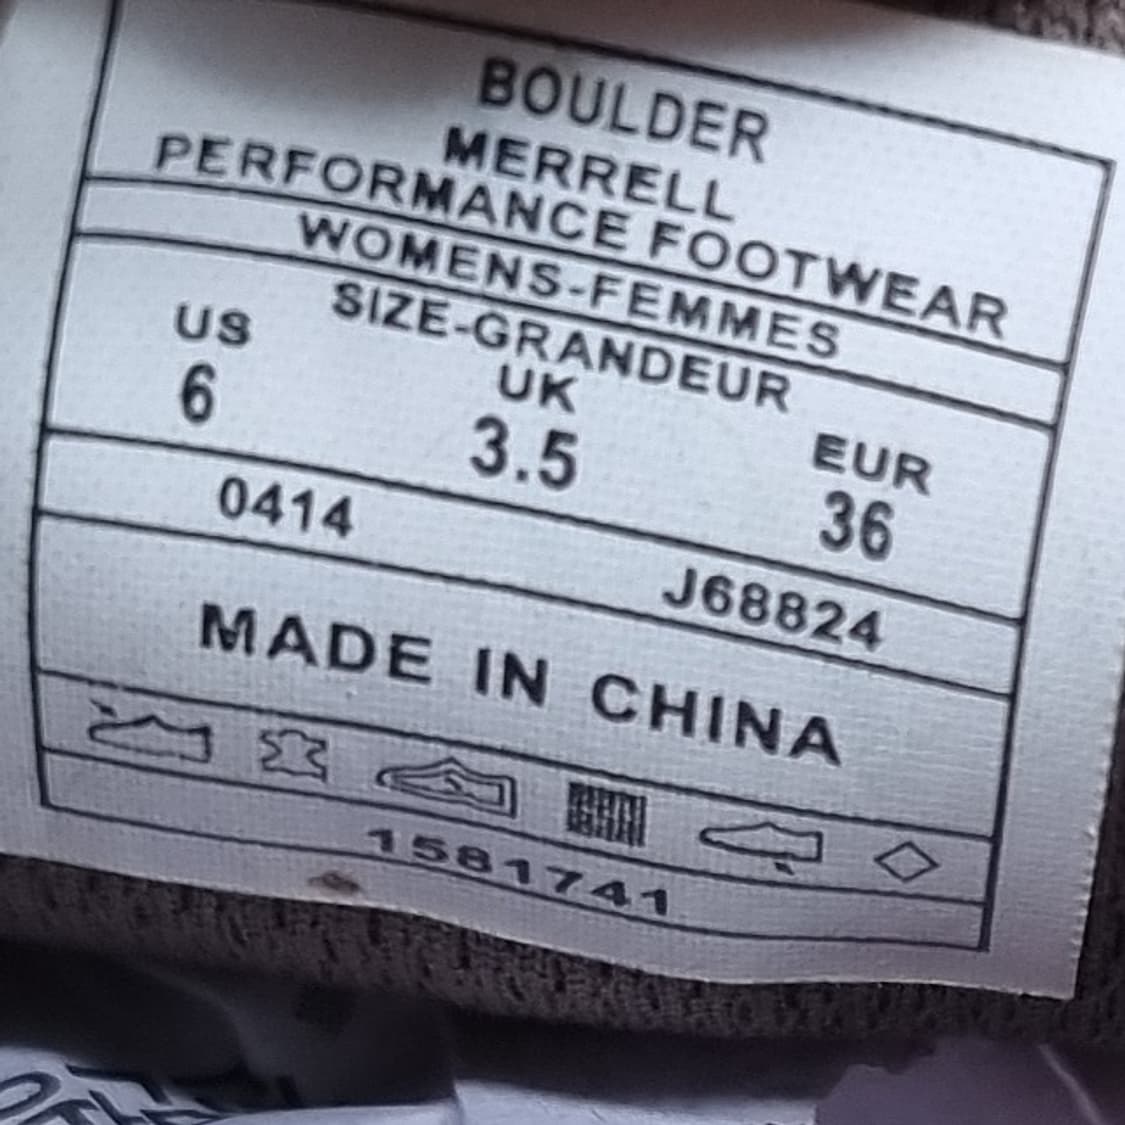 BOULDER
MERRELL
PERFORMANCE FOOTWEAR
WOMENS-FEMMES
SIZE-GRANDEUR
US UK EUR
6 3.5 36
0414 J68824
MADE IN CHINA
1581741